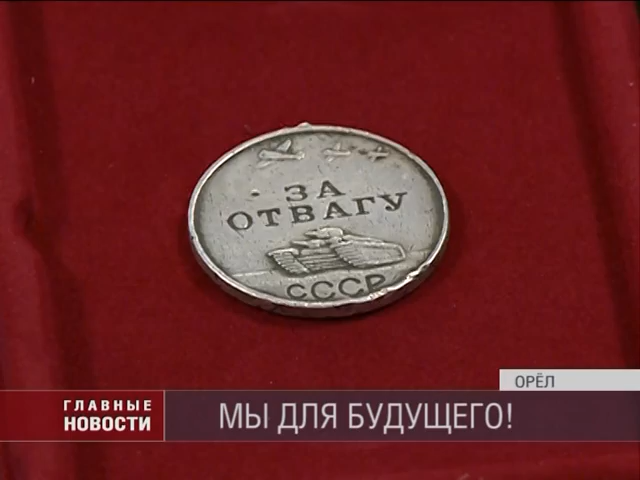 ЗА
ОТВАГУ
СССР
ОРЁЛ
ГЛАВНЫЕ
НОВОСТИ
МЫ ДЛЯ БУДУЩЕГО!